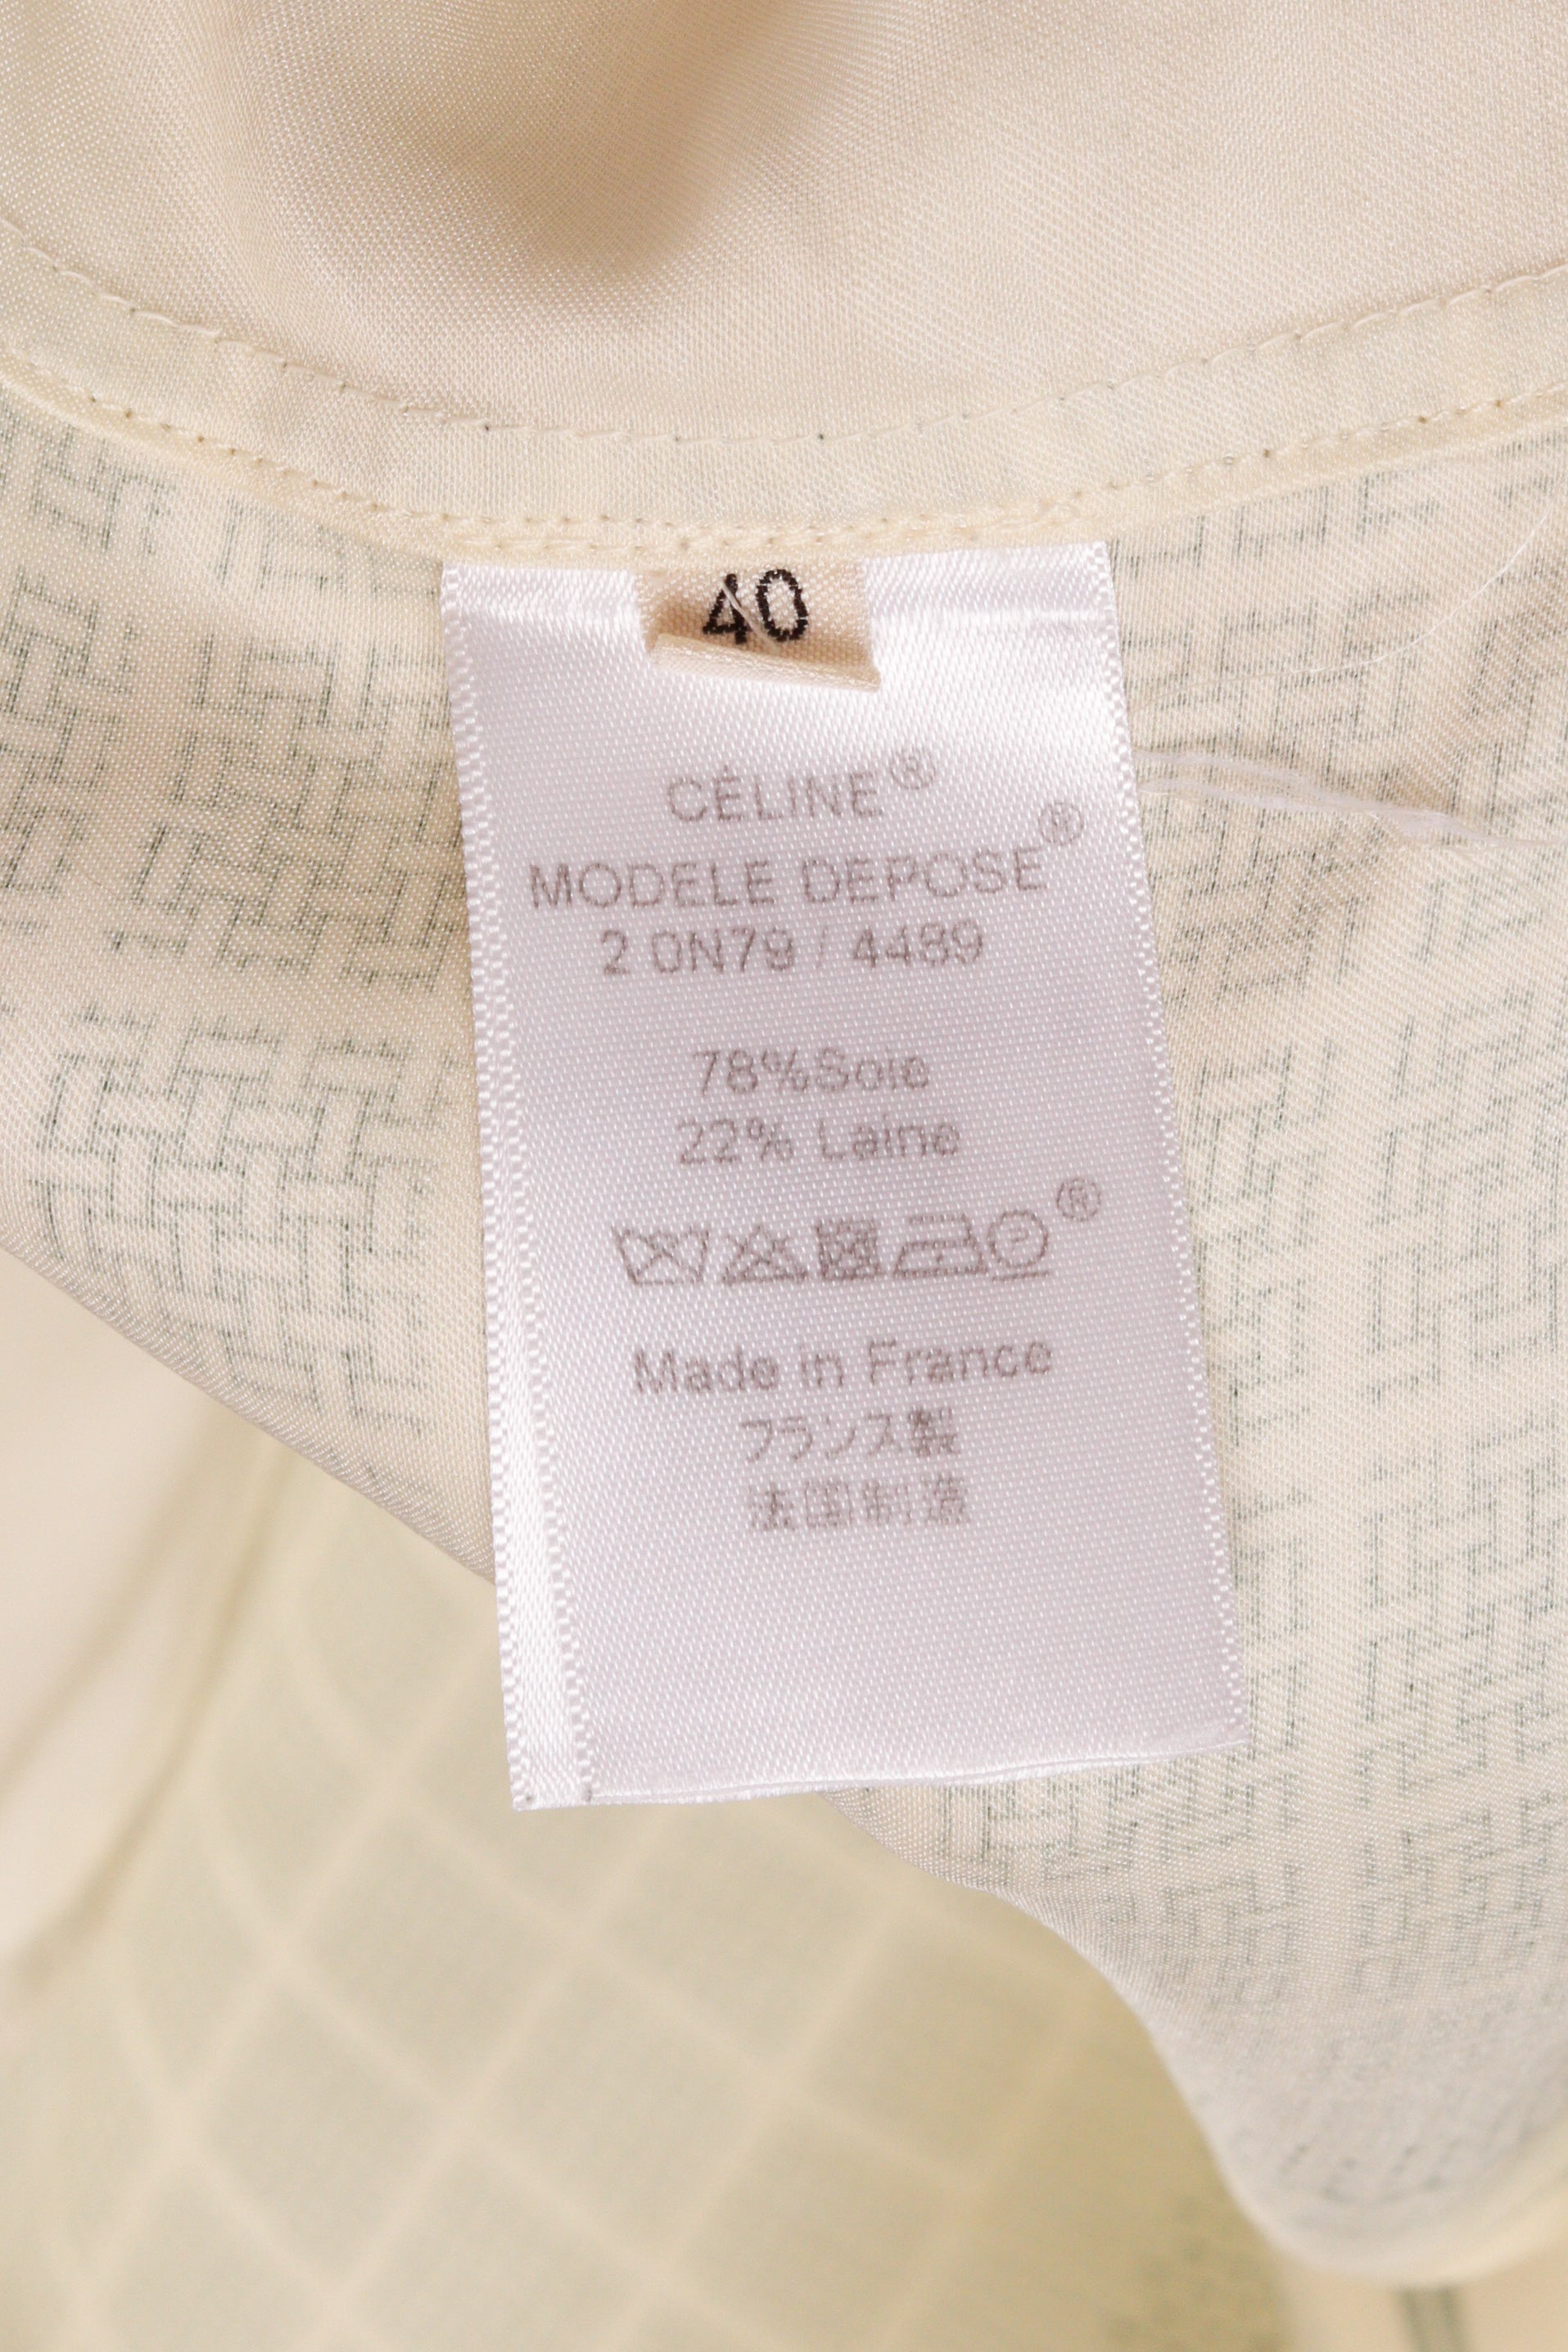 40
CÉLINE®
MODELE DEPOSE®
2 0N79 / 4489
78%Soie
22% Laine
®
Made in France
フランス製
法国制造